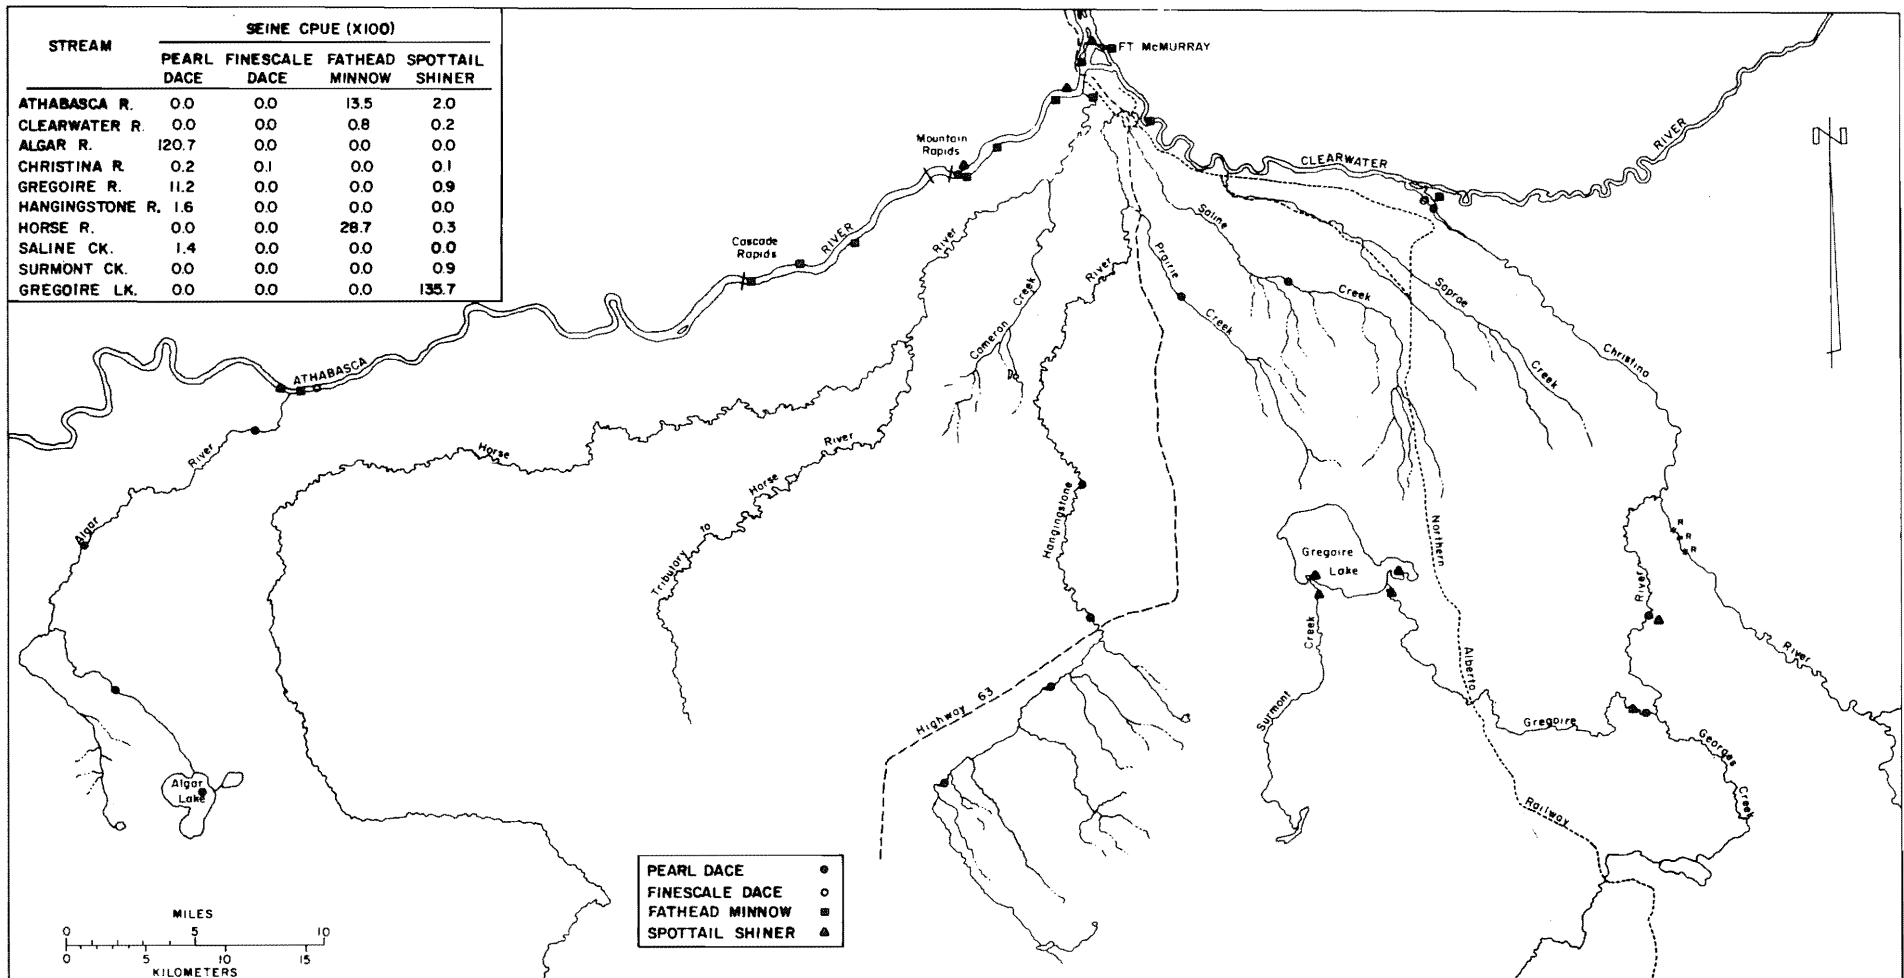 SEINE CPUE (X100)
STREAM
PEARL DACE FINESCALE DACE FATHEAD MINNOW SPOTTAIL SHINER
ATHABASCA R. 0.0 0.0 13.5 2.0
CLEARWATER R. 0.0 0.0 0.8 0.2
ALGAR R. 120.7 0.0 0.0 0.0
CHRISTINA R. 0.2 0.1 0.0 0.1
GREGOIRE R. 11.2 0.0 0.0 0.9
HANGINGSTONE R. 1.6 0.0 0.0 0.0
HORSE R. 0.0 0.0 28.7 0.3
SALINE CK. 1.4 0.0 0.0 0.0
SURMONT CK. 0.0 0.0 0.0 0.9
GREGOIRE LK. 0.0 0.0 0.0 135.7
FT McMURRAY
N
Mountain
Rapids
CLEARWATER
RIVER
Cascade
Rapids
RIVER
ATHABASCA
River
Cameron
Creek
River
Prairie
Creek
Saline
Creek
Saprae
Creek
Christina
River
Algar
River
Horse
Tributary to Horse River
Hangingstone
Gregoire
Lake
Northern
Alberta
Railway
R
R
R
River
River
Creek
Surmont
Highway 63
Gregoire
Georges
Creek
Algar
Lake
PEARL DACE
FINESCALE DACE
FATHEAD MINNOW
SPOTTAIL SHINER
MILES
0 5 10
0 5 10 15
KILOMETERS